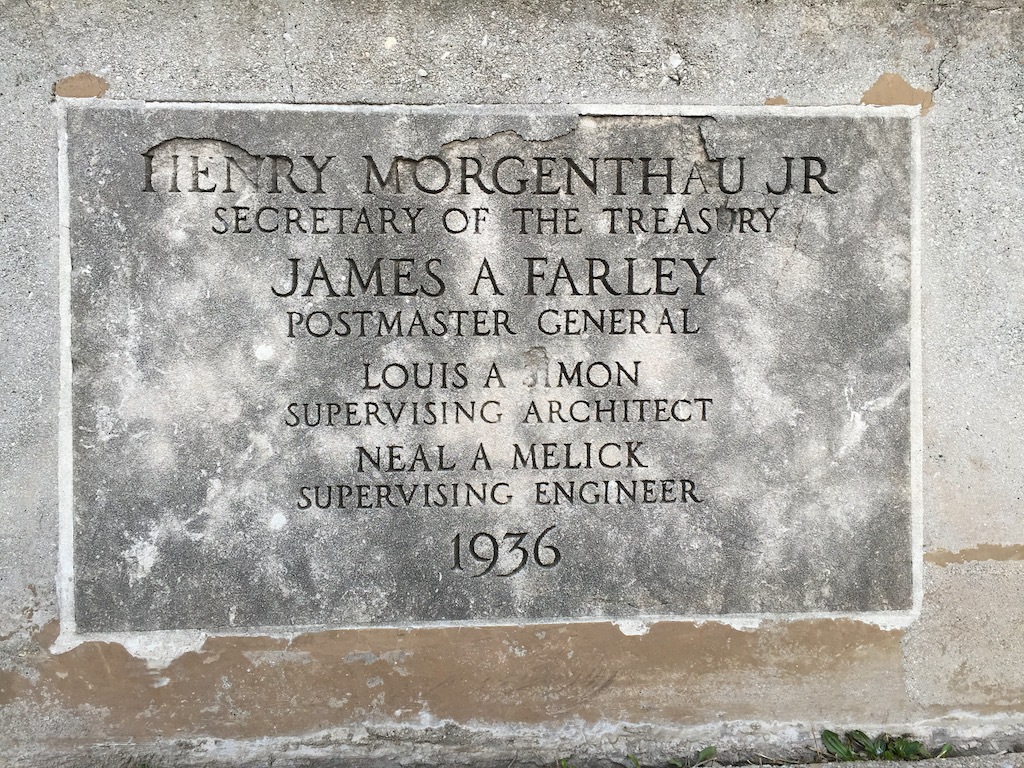 HENRY MORGENTHAU JR
SECRETARY OF THE TREASURY
JAMES A FARLEY
POSTMASTER GENERAL
LOUIS A SIMON
SUPERVISING ARCHITECT
NEAL A MELICK
SUPERVISING ENGINEER
1936